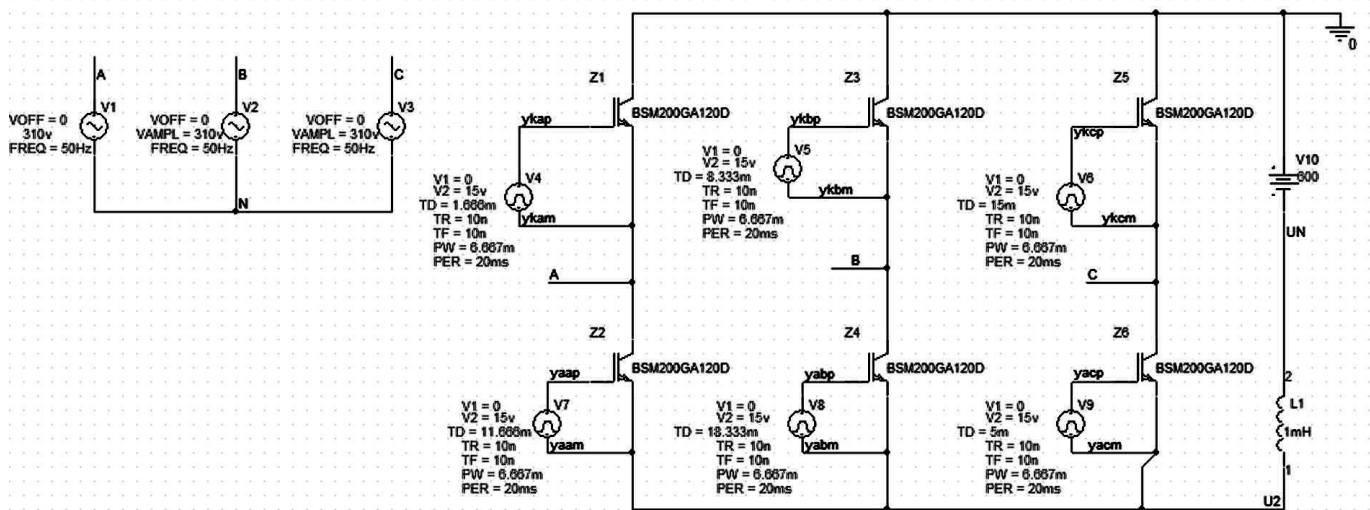 0
A
B
C
V1
VOFF = 0
310v
FREQ = 50Hz
V2
VOFF = 0
VAMPL = 310v
FREQ = 50Hz
V3
VOFF = 0
VAMPL = 310v
FREQ = 50Hz
N
Z1
BSM200GA120D
ykap
V4
V1 = 0
V2 = 15v
TD = 1.666m
TR = 10n
TF = 10n
PW = 6.667m
PER = 20ms
ykam
A
Z3
BSM200GA120D
ykbp
V5
V1 = 0
V2 = 15v
TD = 8.333m
TR = 10n
TF = 10n
PW = 6.667m
PER = 20ms
ykbm
B
Z5
BSM200GA120D
ykcp
V6
V1 = 0
V2 = 15v
TD = 15m
TR = 10n
TF = 10n
PW = 6.667m
PER = 20ms
ykcm
C
V10
600
UN
Z2
BSM200GA120D
yaap
V7
V1 = 0
V2 = 15v
TD = 11.666m
TR = 10n
TF = 10n
PW = 6.667m
PER = 20ms
yaam
Z4
BSM200GA120D
yabp
V8
V1 = 0
V2 = 15v
TD = 18.333m
TR = 10n
TF = 10n
PW = 6.667m
PER = 20ms
yabm
Z6
BSM200GA120D
yacp
V9
V1 = 0
V2 = 15v
TD = 5m
TR = 10n
TF = 10n
PW = 6.667m
PER = 20ms
yacm
2
L1
1mH
1
U2